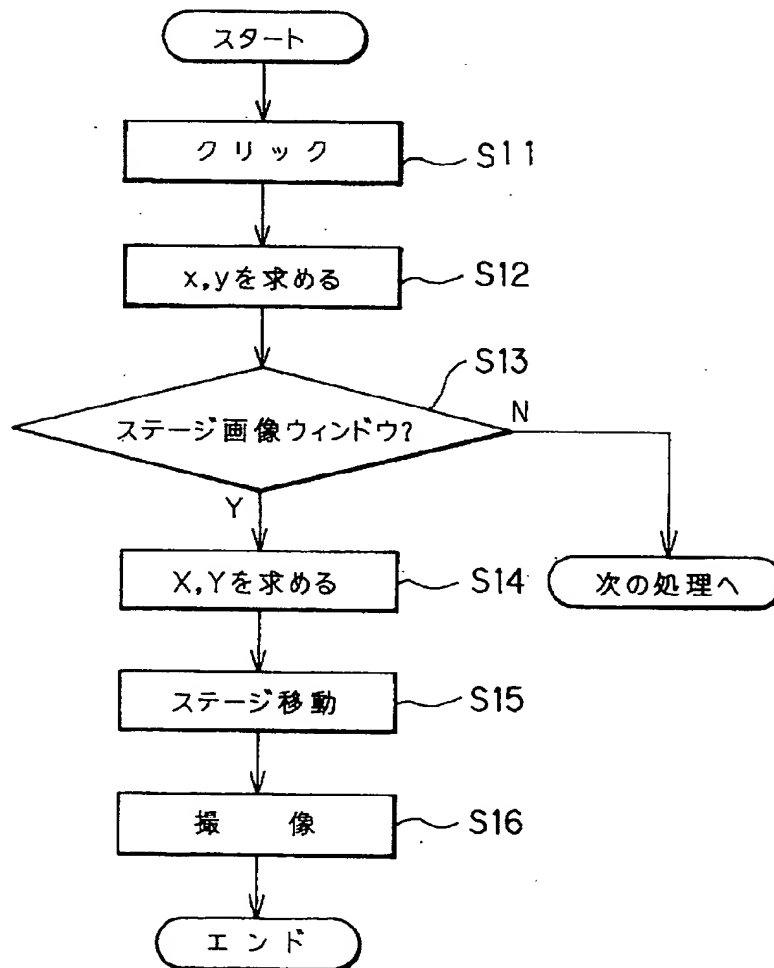 スタート
クリック
S11
x,yを求める
S12
S13
ステージ画像ウィンドウ?
N
Y
X,Yを求める
S14
次の処理へ
ステージ移動
S15
撮 像
S16
エンド